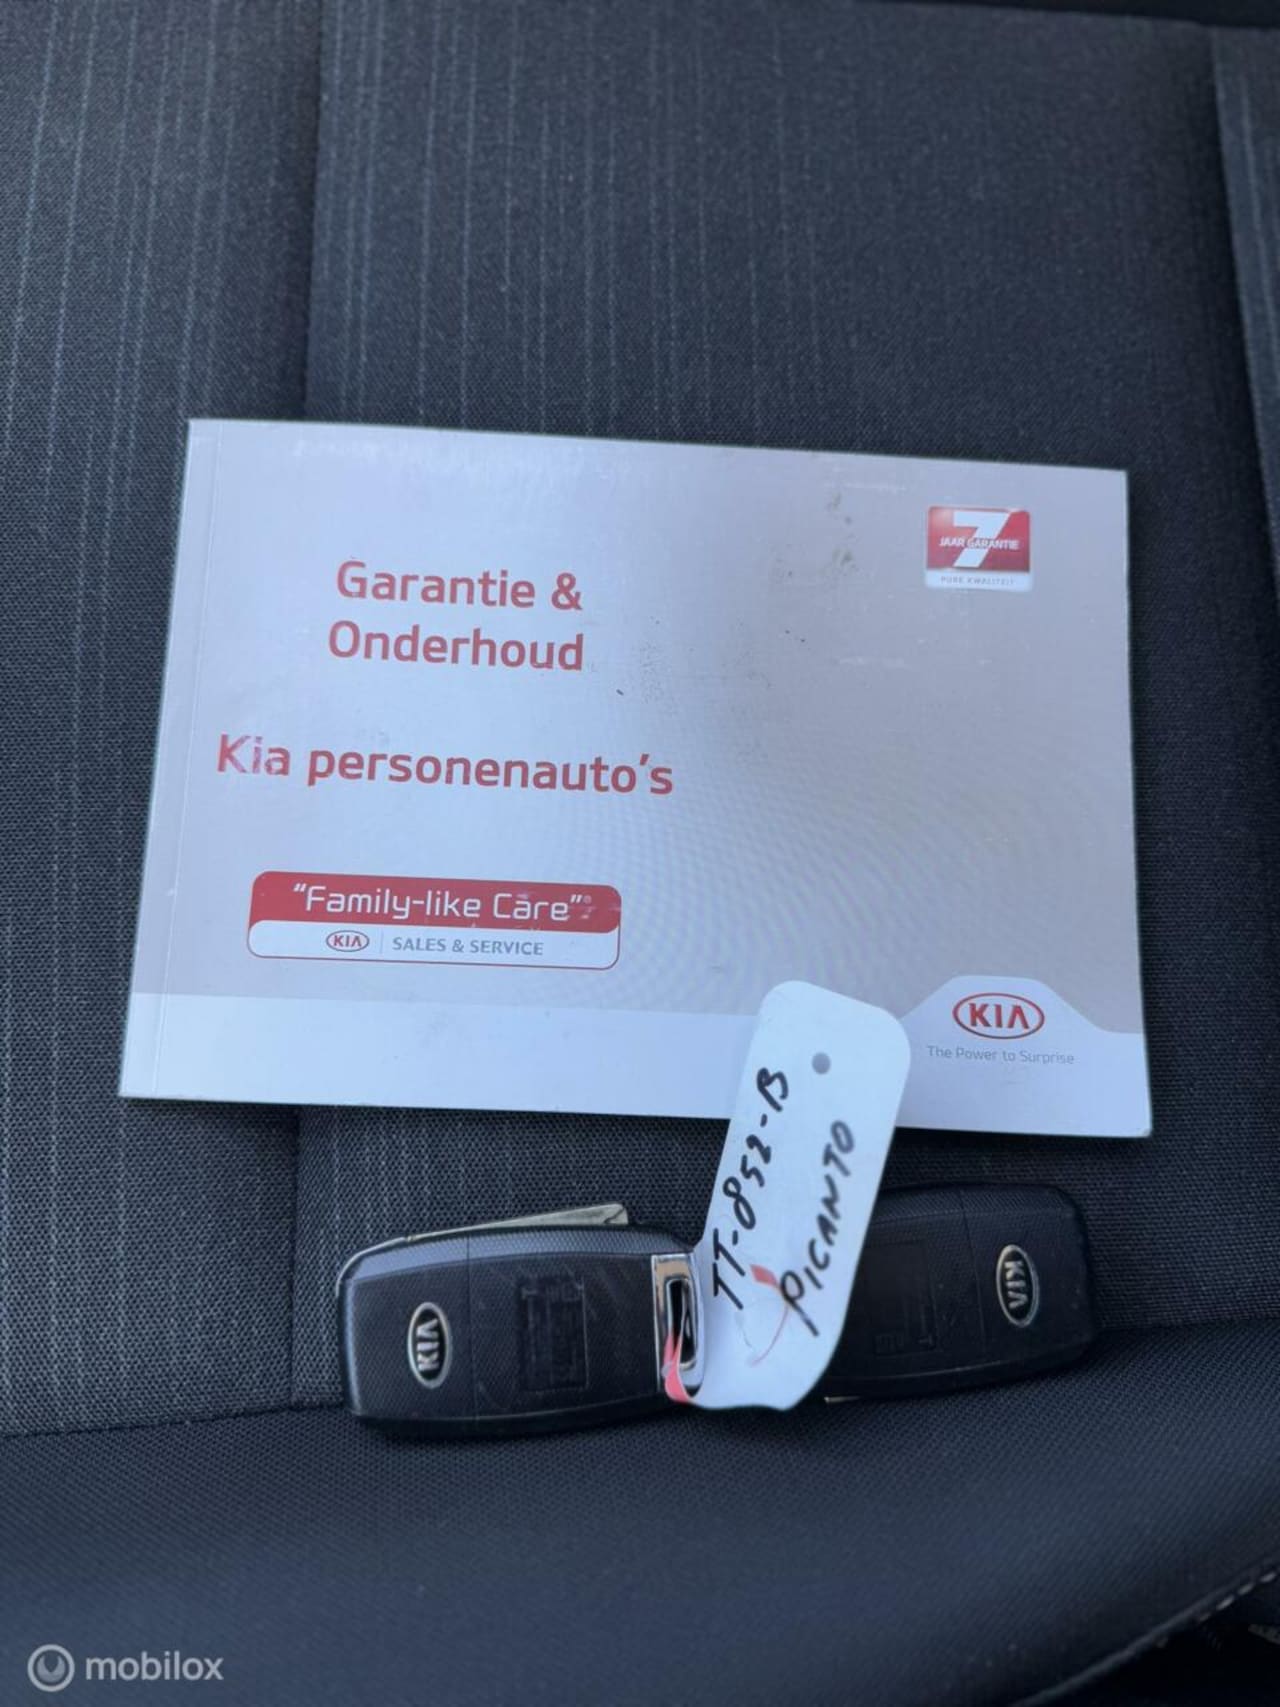 7
JAAR GARANTIE
PURE KWALITEIT
Garantie &
Onderhoud
Kia personenauto's
"Family-like Care"®
KIA | SALES & SERVICE
KIA
The Power to Surprise
TT-852-B
PICANTO
KIA
KIA
mobilox